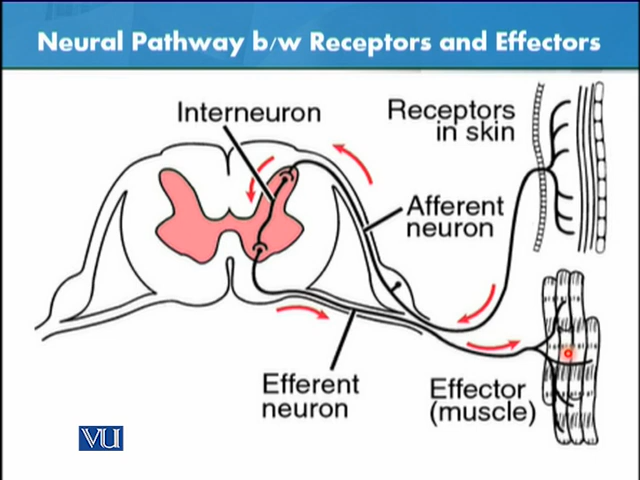 Neural Pathway b/w Receptors and Effectors
Interneuron
Receptors
in skin
Afferent
neuron
Efferent
neuron
Effector
(muscle)
VU